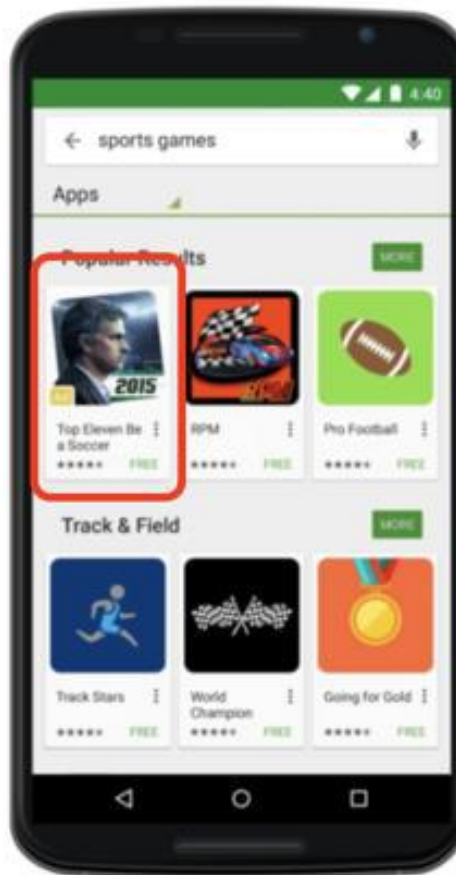 4:40
sports games
Apps
Popular Results
MORE
2015
Ad
Top Eleven Be
a Soccer
FREE
RPM
RPM
FREE
Pro Football
FREE
Track & Field
MORE
Track Stars
FREE
World
Champion
FREE
Going for Gold
FREE